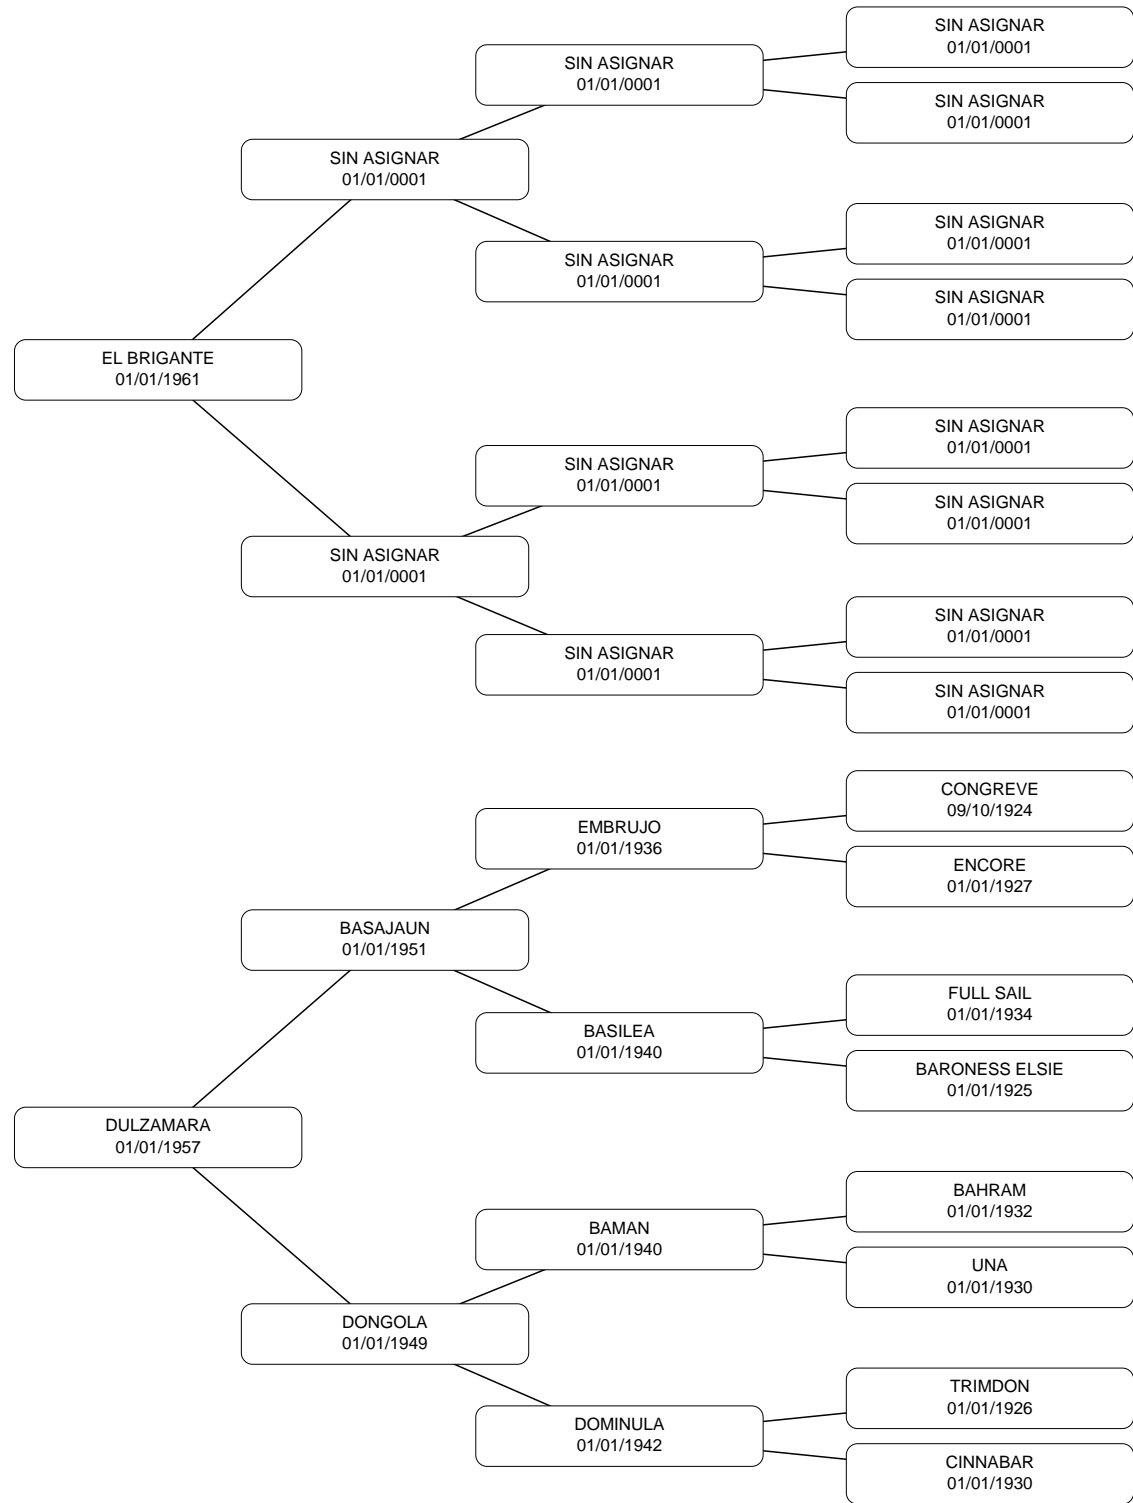 SIN ASIGNAR
01/01/0001
SIN ASIGNAR
01/01/0001
SIN ASIGNAR
01/01/0001
SIN ASIGNAR
01/01/0001
SIN ASIGNAR
01/01/0001
SIN ASIGNAR
01/01/0001
SIN ASIGNAR
01/01/0001
EL BRIGANTE
01/01/1961
SIN ASIGNAR
01/01/0001
SIN ASIGNAR
01/01/0001
SIN ASIGNAR
01/01/0001
SIN ASIGNAR
01/01/0001
SIN ASIGNAR
01/01/0001
SIN ASIGNAR
01/01/0001
SIN ASIGNAR
01/01/0001
CONGREVE
09/10/1924
EMBRUJO
01/01/1936
ENCORE
01/01/1927
BASAJAUN
01/01/1951
FULL SAIL
01/01/1934
BASILEA
01/01/1940
BARONESS ELSIE
01/01/1925
DULZAMARA
01/01/1957
BAHRAM
01/01/1932
BAMAN
01/01/1940
UNA
01/01/1930
DONGOLA
01/01/1949
TRIMDON
01/01/1926
DOMINULA
01/01/1942
CINNABAR
01/01/1930